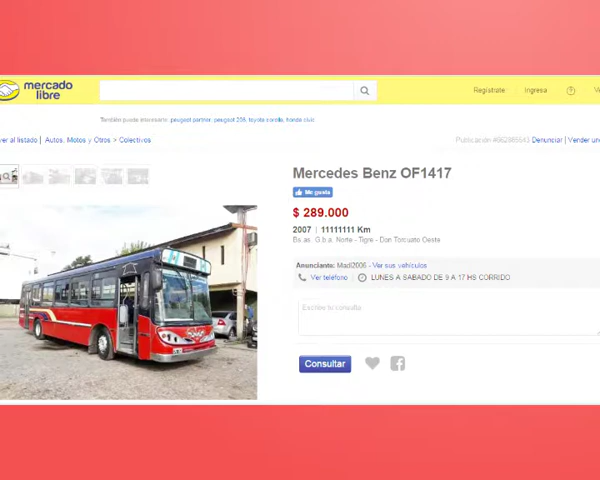 mercado
libre
Regístrate
Ingresa
También puede interesarte: peugeot partner, peugeot 206, toyota corolla, honda civic
Autos, Motos y Otros > Colectivos
Publicación Denunciar | Vender uno
Mercedes Benz OF1417
Me gusta
$ 289.000
2007 | 11111111 Km
Bs.as. G.b.a. Norte - Tigre - Don Torcuato Oeste
Anunciante: Madi2006 - Ver sus vehículos
Ver teléfono
LUNES A SABADO DE 9 A 17 HS CORRIDO
Escribe tu consulta
Consultar